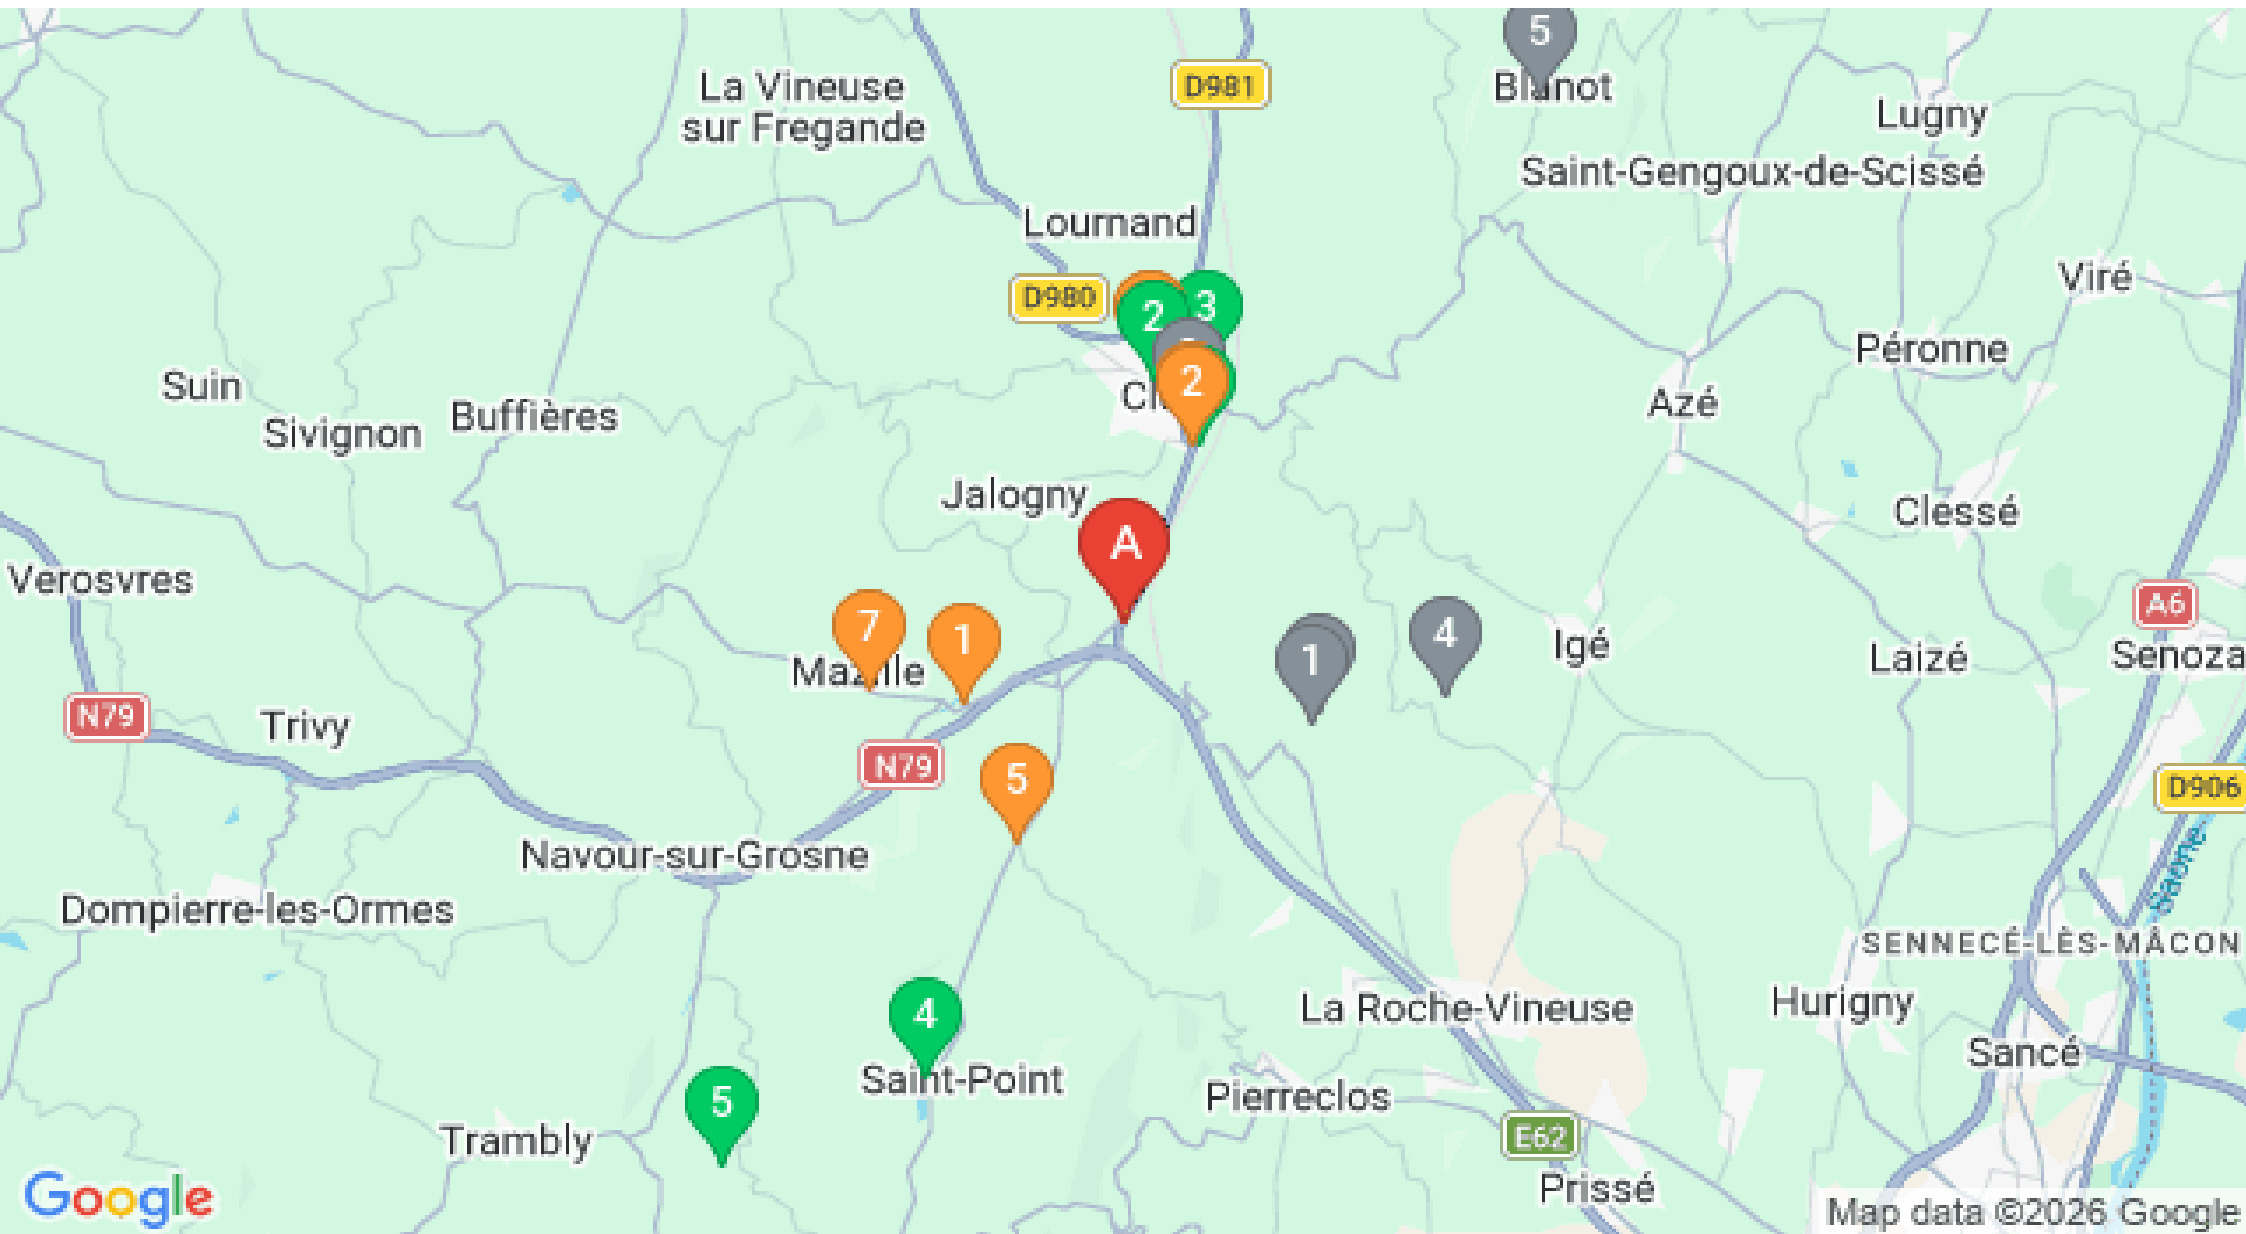 5
D981
La Vineuse
sur Fregande
Lugny
Saint-Gengoux-de-Scissé
Lournand
Viré
D980
2
3
Péronne
Suin
2
Azé
Sivignon
Buffières
Jalogny
Clessé
A
Verosvres
A6
7
1
4
1
Igé
Laizé
Senoza
N79
Trivy
N79
5
D906
Navour-sur-Grosne
Saône
Dompierre-les-Ormes
SENNECÉ-LÈS-MÂCON
4
La Roche-Vineuse
Hurigny
Sancé
Saint-Point
5
Pierreclos
Trambly
E62
Prissé
Google
Map data ©2026 Google